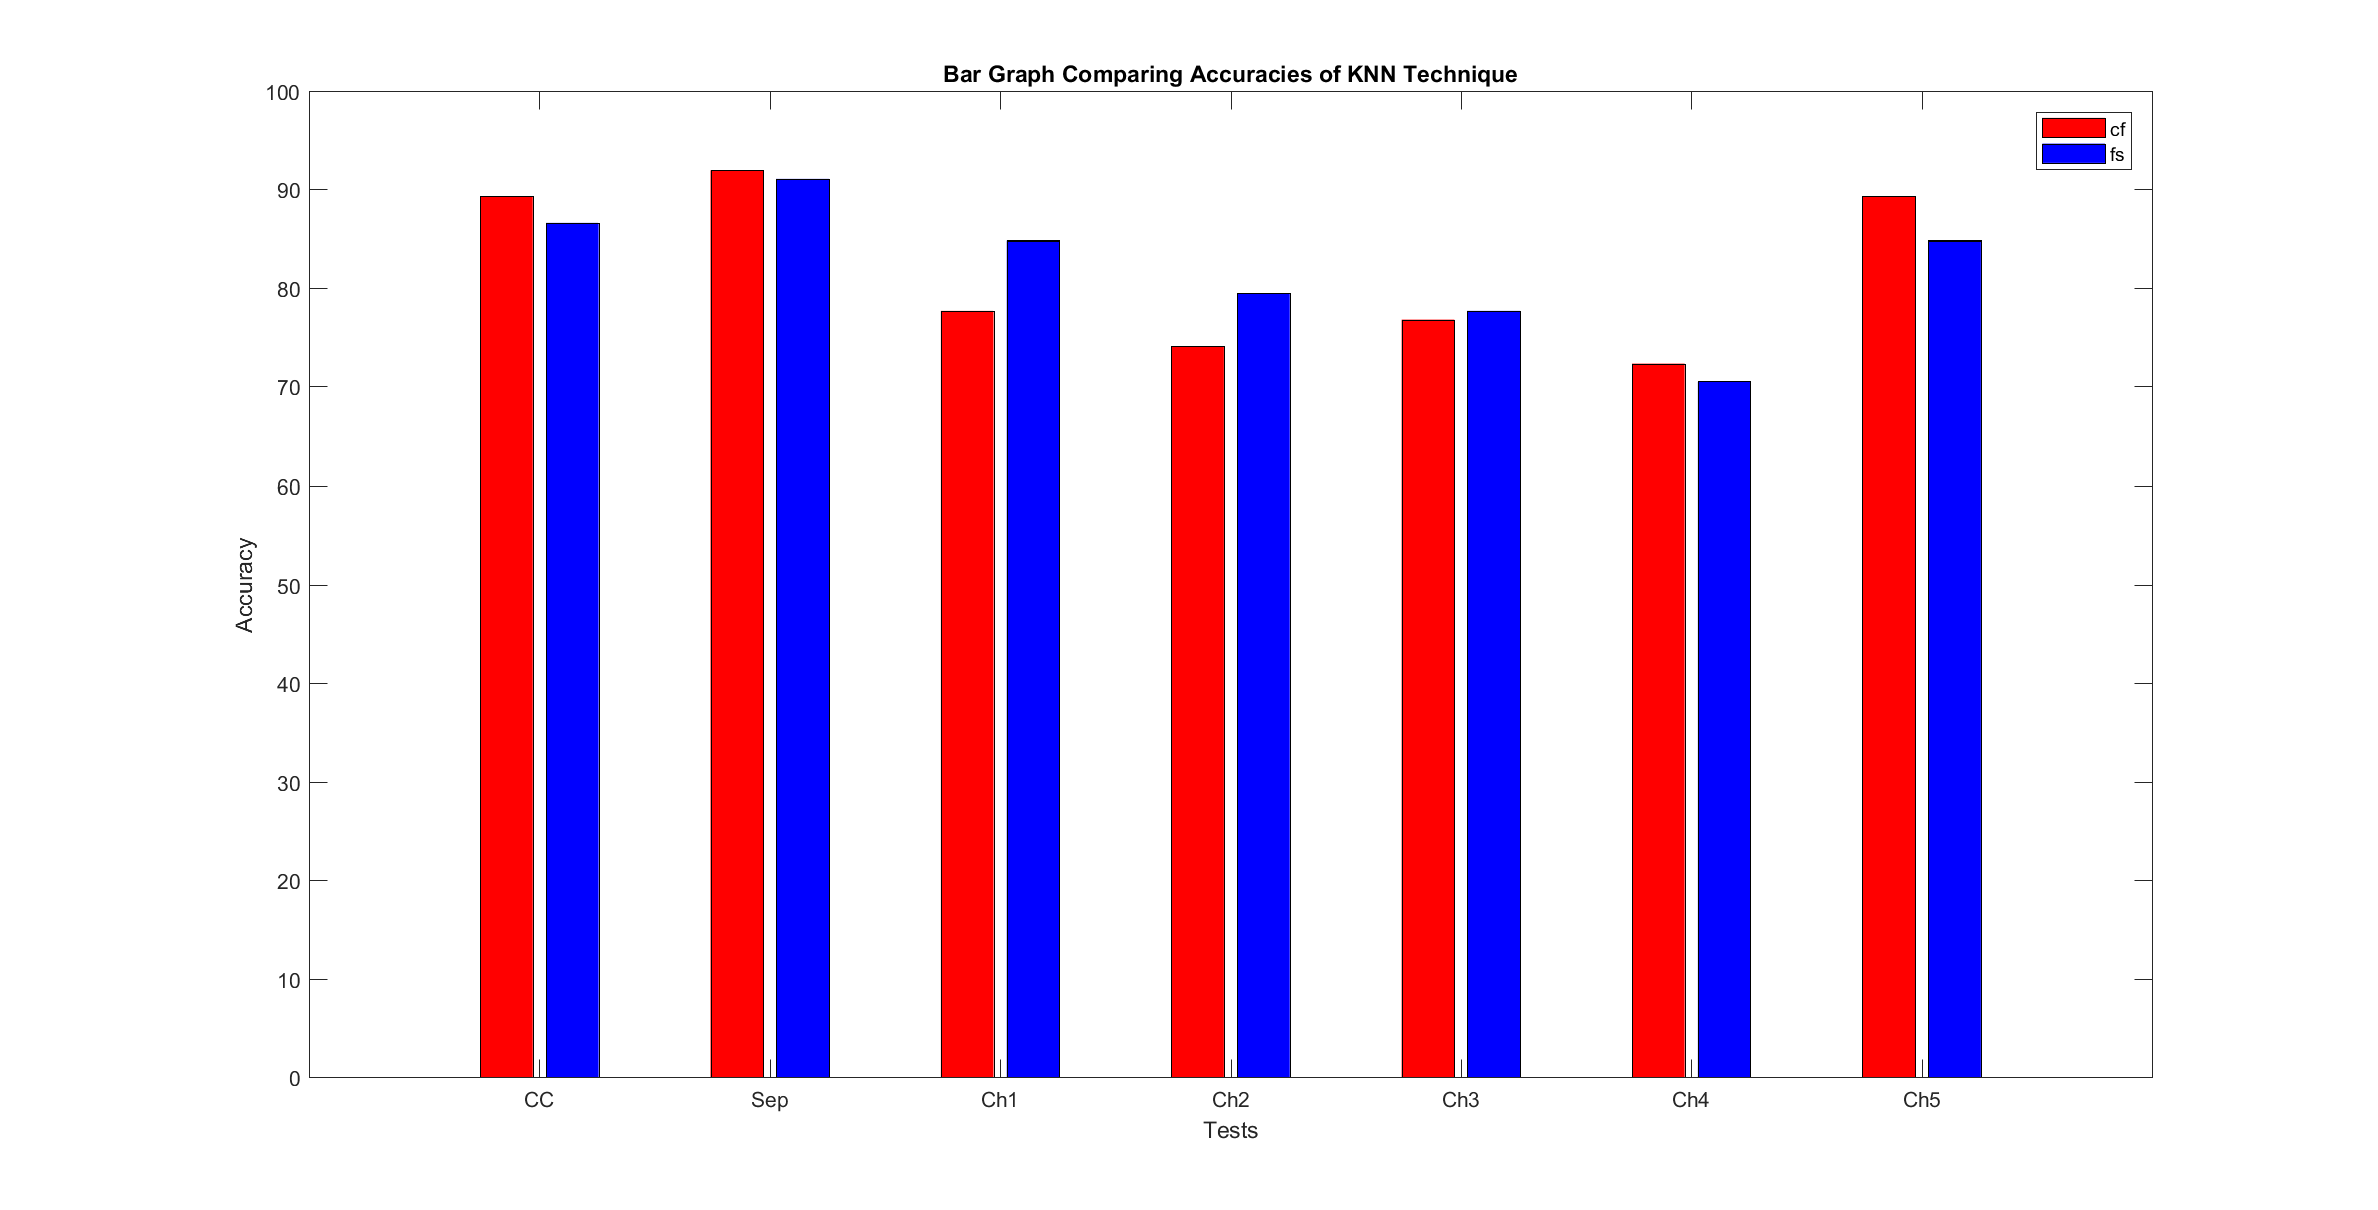 Bar Graph Comparing Accuracies of KNN Technique
100
90
80
70
60
50
40
30
20
10
0
Accuracy
cf
fs
CC Sep Ch1 Ch2 Ch3 Ch4 Ch5
Tests